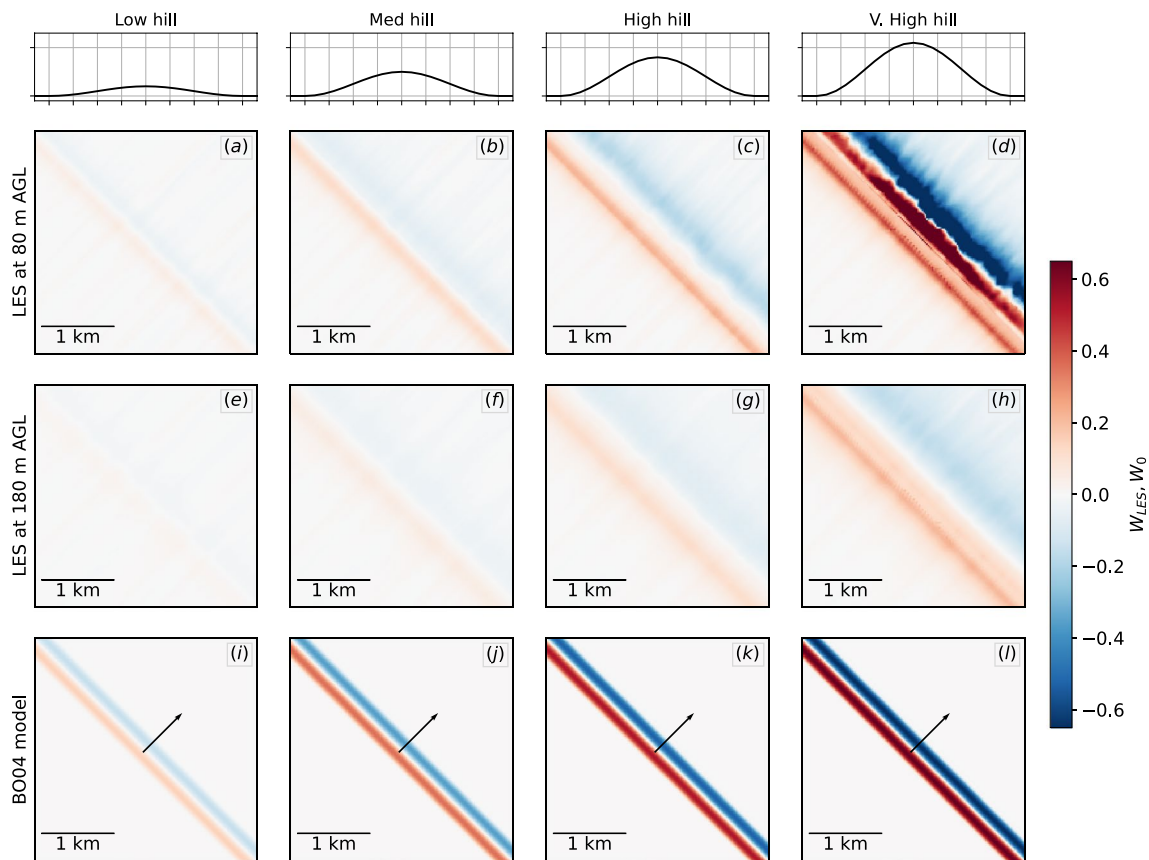 Low hill
Med hill
High hill
V. High hill
LES at 80 m AGL
(a)
1 km
(b)
1 km
(c)
1 km
(d)
1 km
LES at 180 m AGL
(e)
1 km
(f)
1 km
(g)
1 km
(h)
1 km
BO04 model
(i)
1 km
(j)
1 km
(k)
1 km
(l)
1 km
0.6
0.4
0.2
0.0
−0.2
−0.4
−0.6
W_LES, W_0